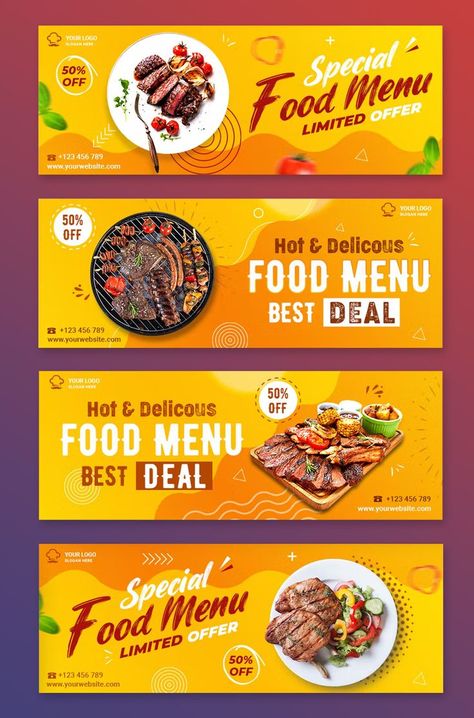 YOUR LOGO
SLOGAN HERE
50%
OFF
Special
Food Menu
LIMITED OFFER
☎ +123 456 789
www.yourwebsite.com
50%
OFF
YOUR LOGO
SLOGAN HERE
Hot & Delicous
FOOD MENU
BEST DEAL
☎ +123 456 789
www.yourwebsite.com
YOUR LOGO
SLOGAN HERE
Hot & Delicous
FOOD MENU
BEST DEAL
50%
OFF
☎ +123 456 789
www.yourwebsite.com
YOUR LOGO
SLOGAN HERE
Special
Food Menu
LIMITED OFFER
50%
OFF
☎ +123 456 789
www.yourwebsite.com